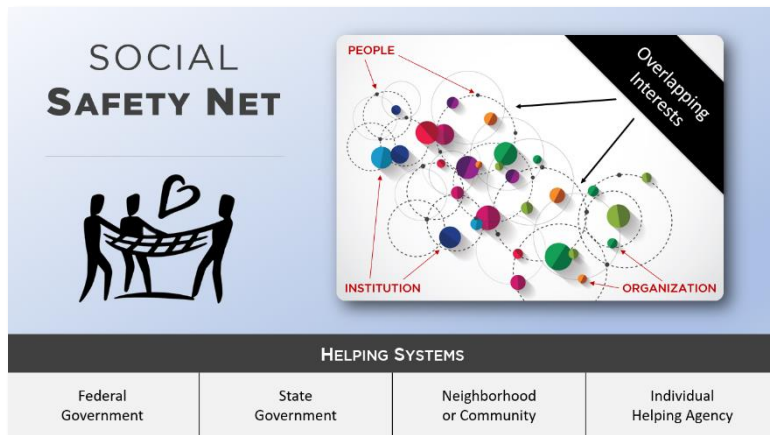 SOCIAL
SAFETY NET
PEOPLE
Overlapping
Interests
INSTITUTION
ORGANIZATION
HELPING SYSTEMS
Federal
Government
State
Government
Neighborhood
or Community
Individual
Helping Agency